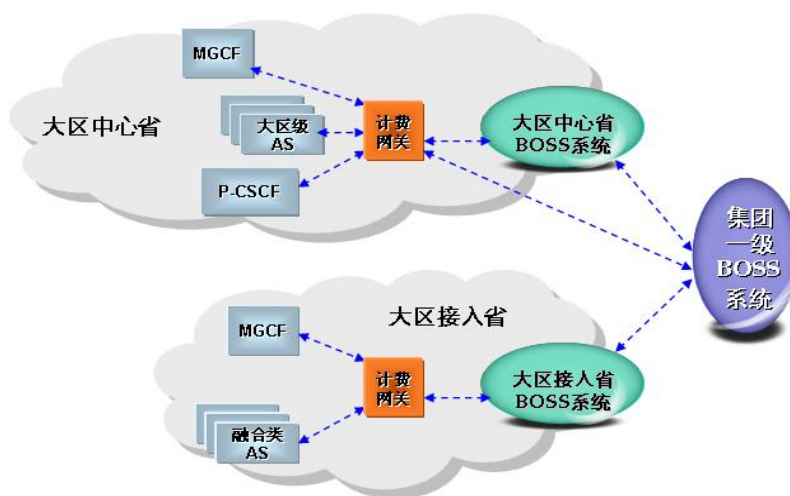 MGCF
大区中心省
大区级
AS
P-CSCF
计费
网关
大区中心省
BOSS系统
集团
一级
BOSS
系统
大区接入省
MGCF
融合类
AS
计费
网关
大区接入省
BOSS系统